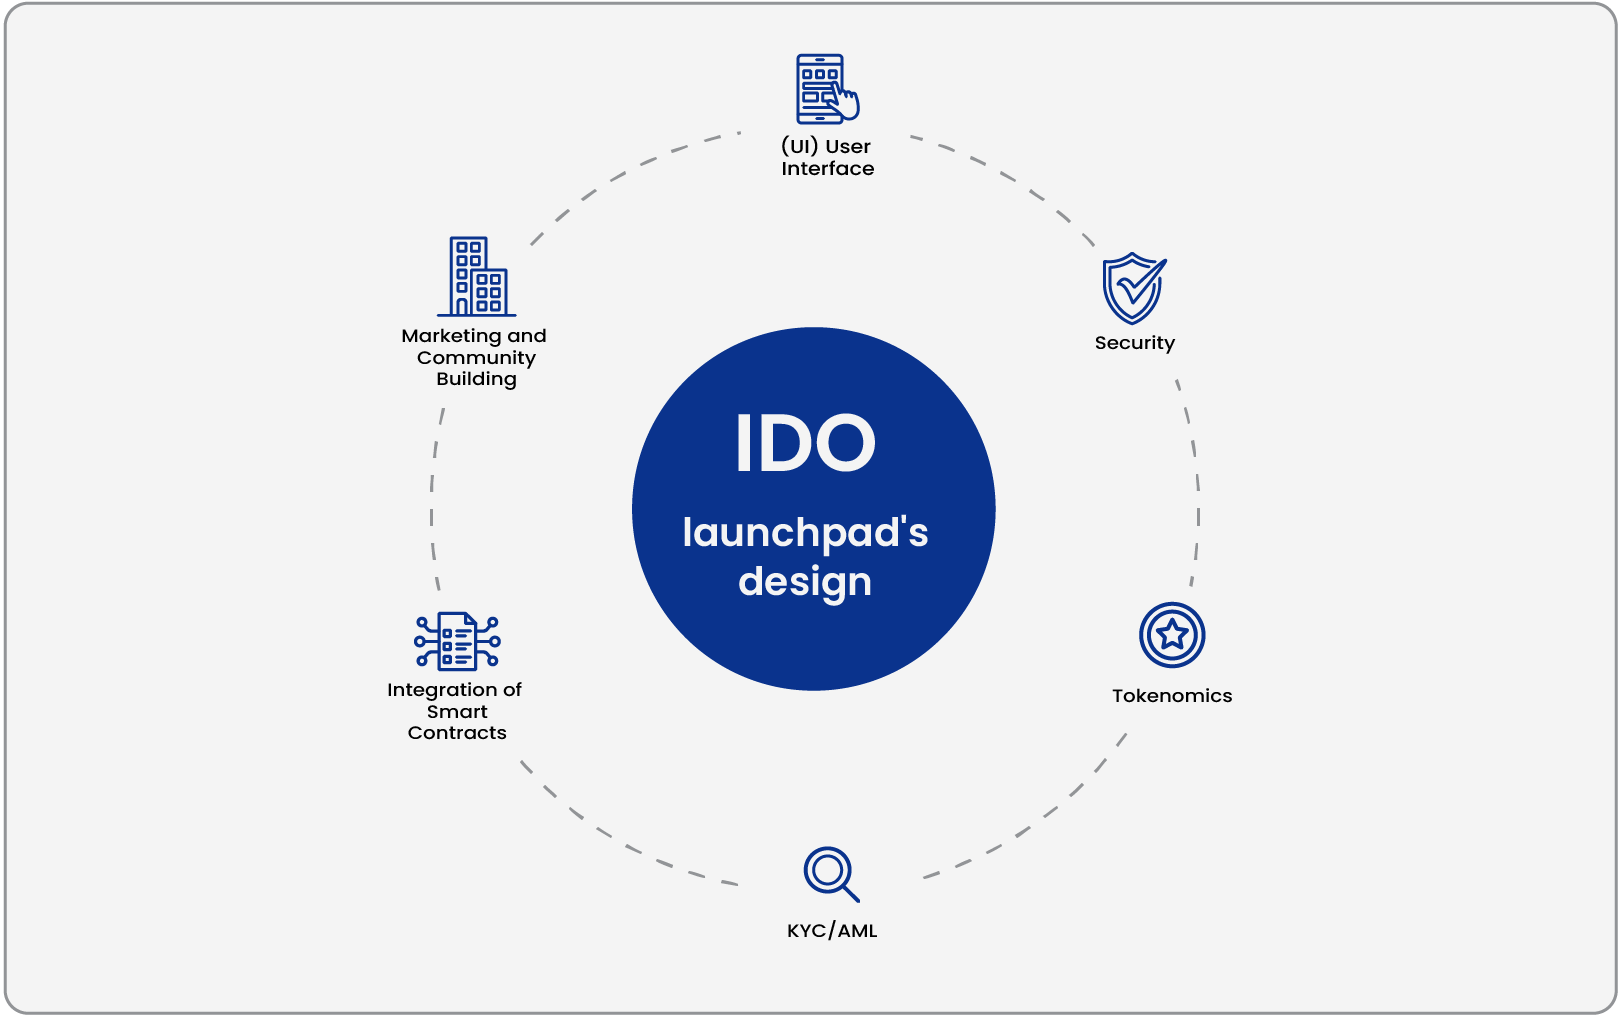 (UI) User
Interface
Security
Marketing and
Community
Building
IDO
launchpad's
design
Tokenomics
Integration of
Smart
Contracts
KYC/AML